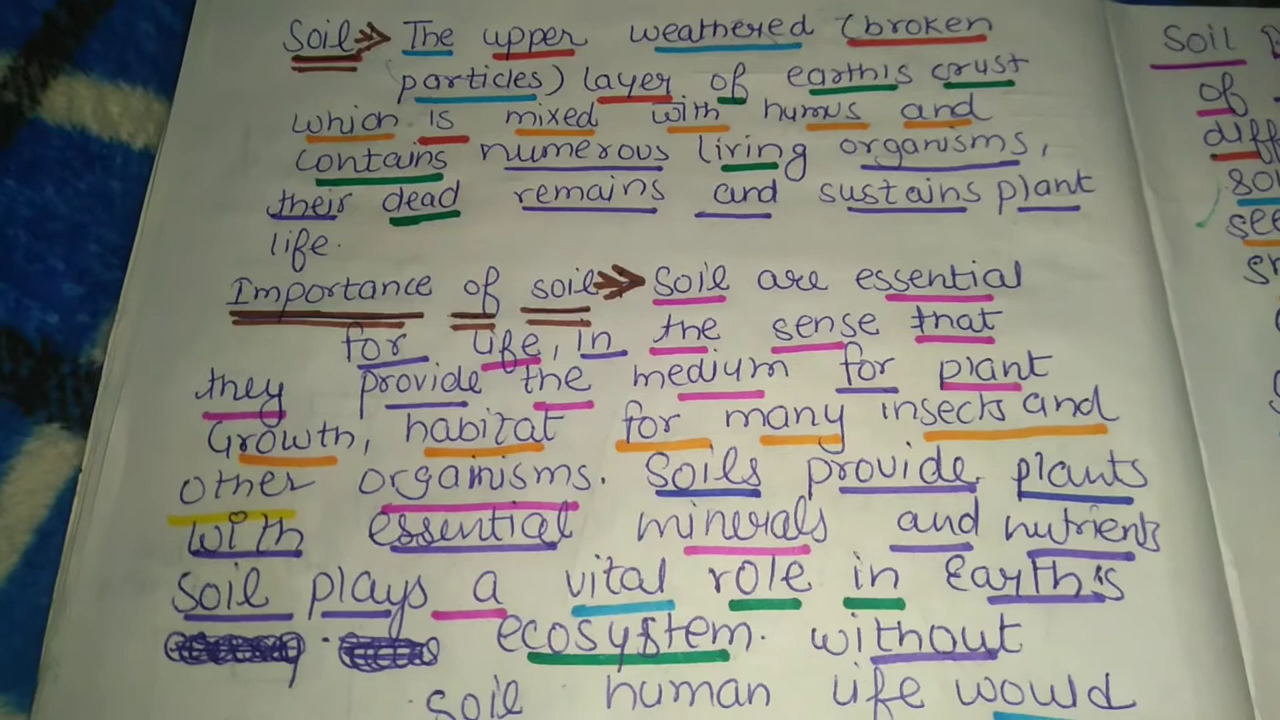 Soil ⇒ The upper weathered (broken
particles) layer of earth's crust
which is mixed with humus and
contains numerous living organisms,
their dead remains and sustains plant
life.
Importance of soil ⇒ Soil are essential
for life, in the sense that
they provide the medium for plant
Growth, habitat for many insects and
other organisms. Soils provide plants
with essential minerals and nutrients
Soil plays a vital role in Earth's
ecosystem. without
soil human life would
Soil
of
diff
soi
see